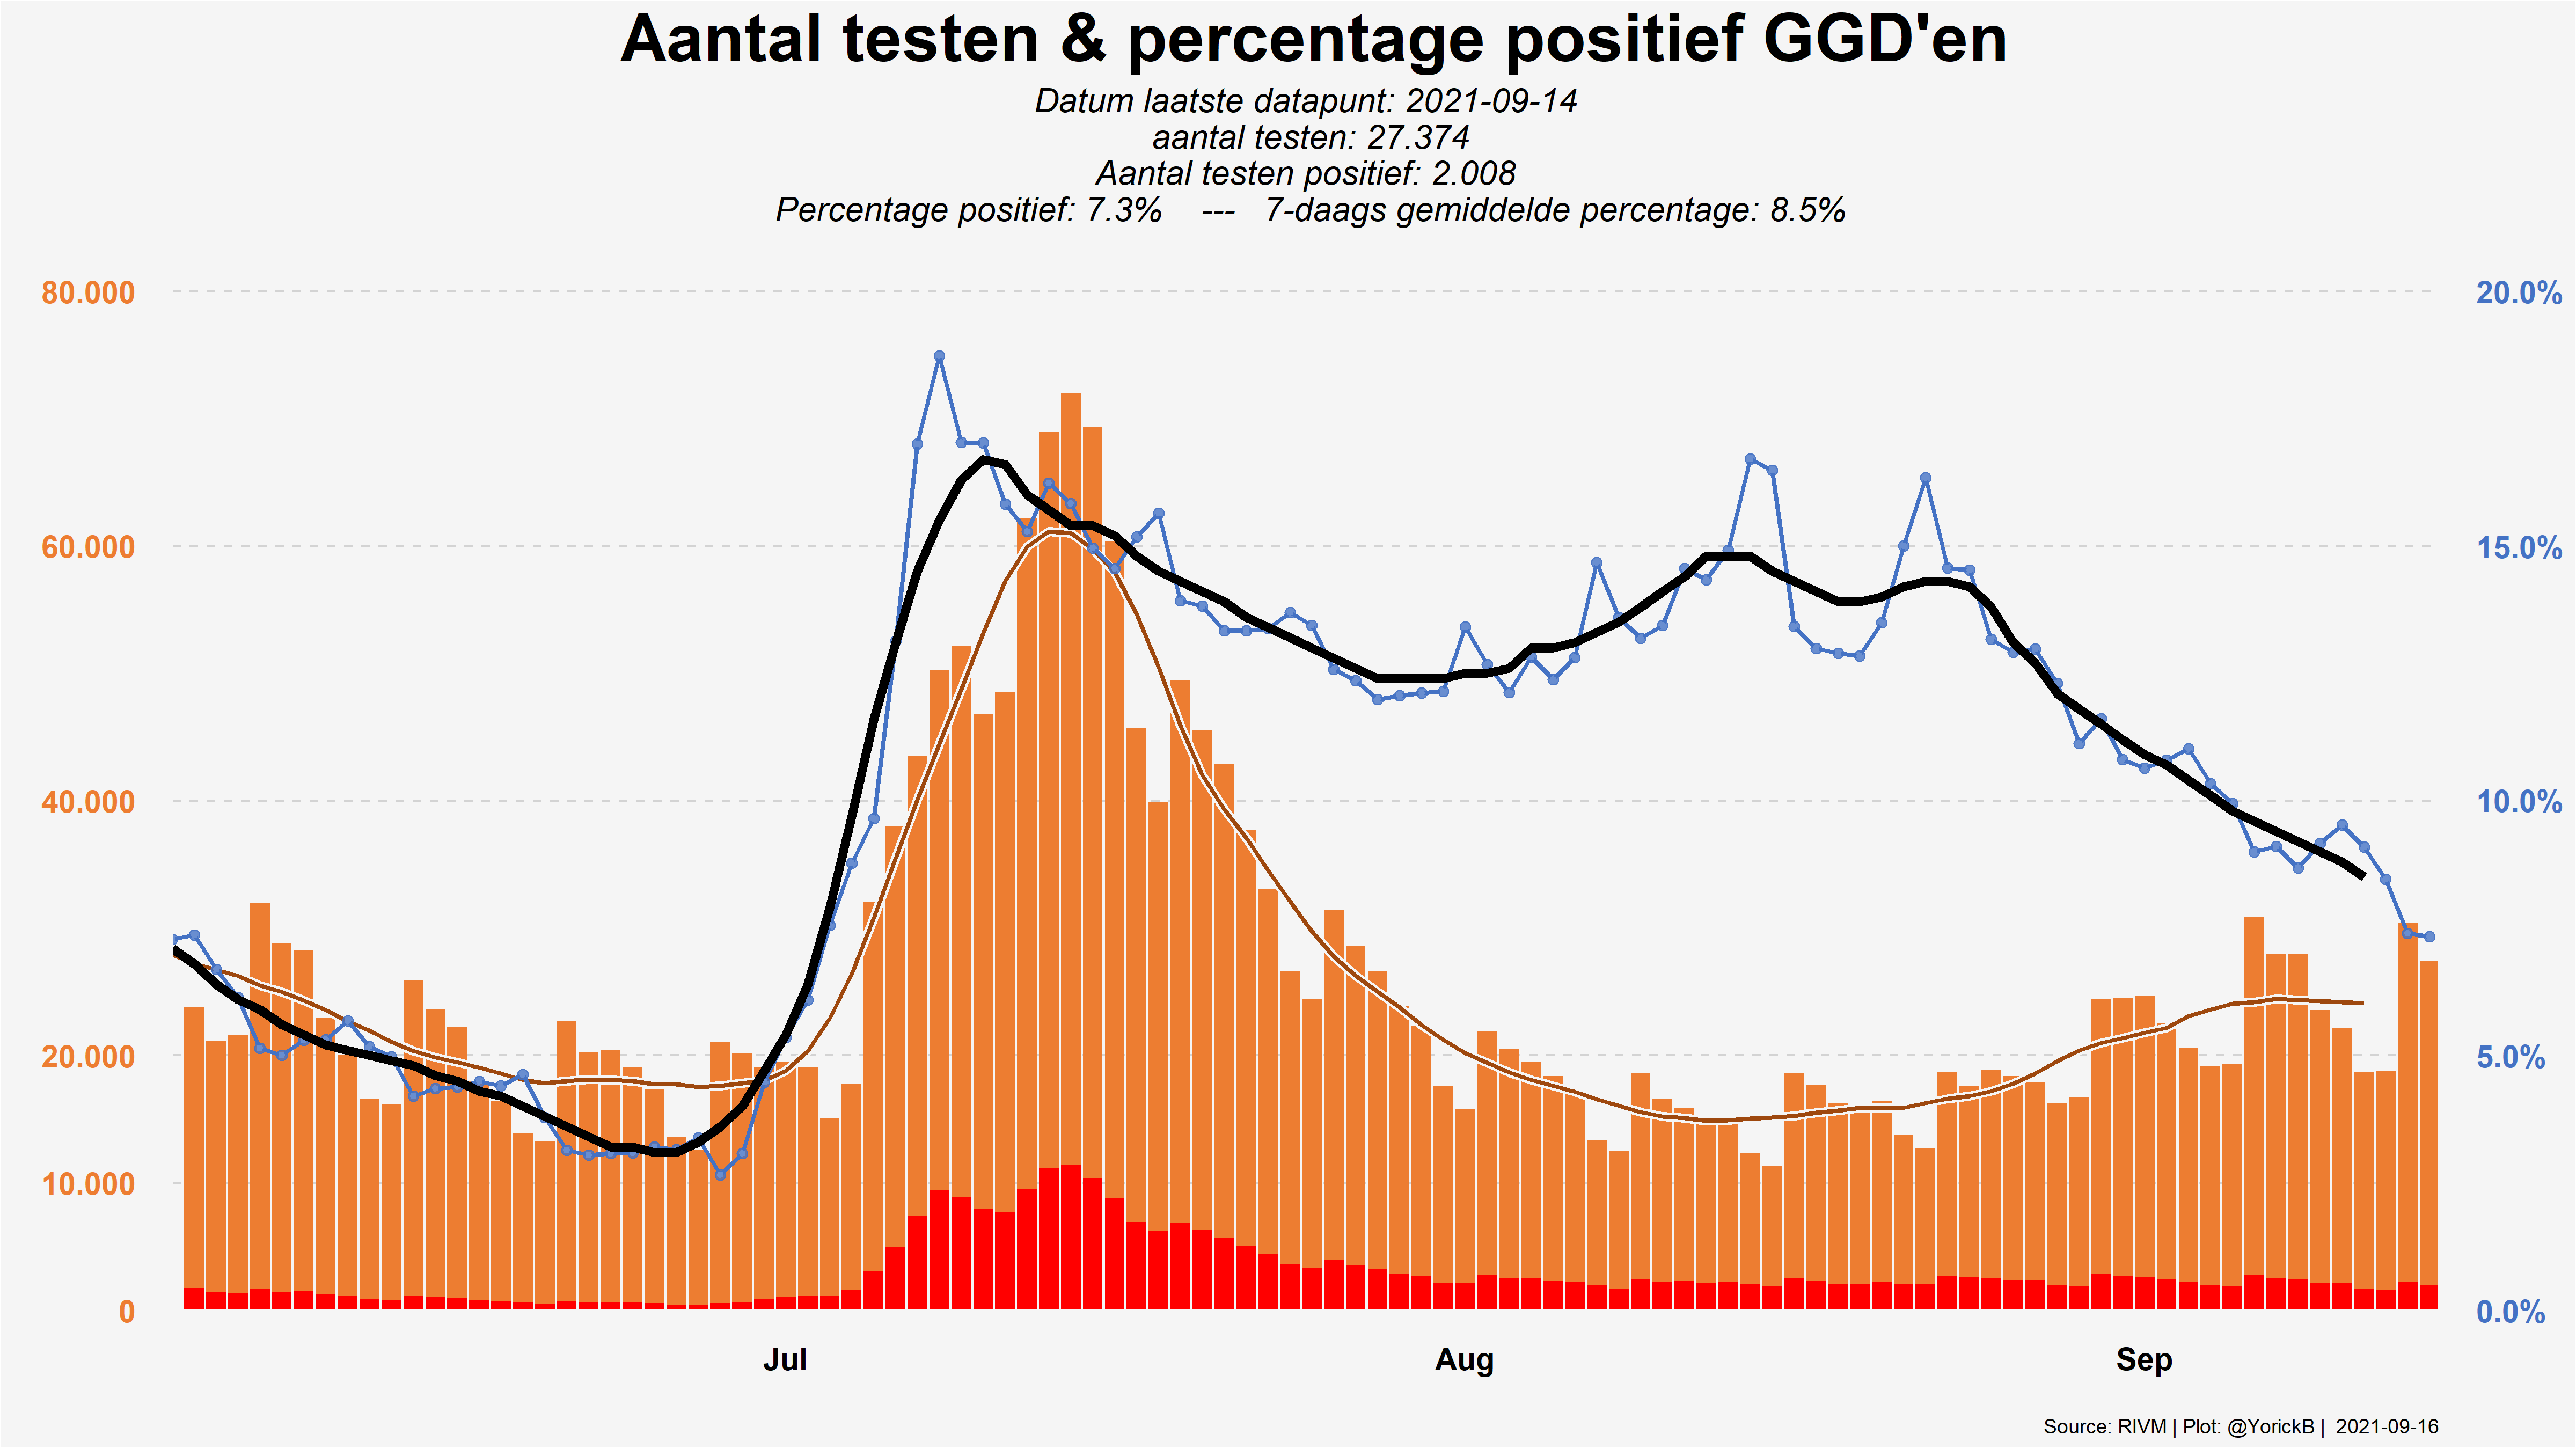 Aantal testen & percentage positief GGD'en
Datum laatste datapunt: 2021-09-14
aantal testen: 27.374
Aantal testen positief: 2.008
Percentage positief: 7.3% --- 7-daags gemiddelde percentage: 8.5%
80.000
20.0%
60.000
15.0%
40.000
10.0%
20.000
5.0%
10.000
0
0.0%
Jul
Aug
Sep
Source: RIVM | Plot: @YorickB | 2021-09-16